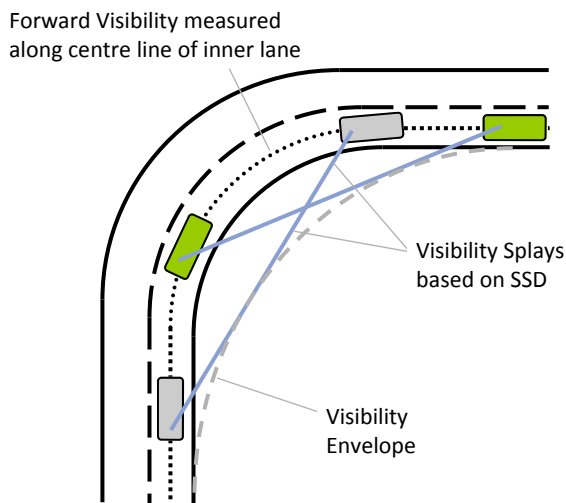 Forward Visibility measured
along centre line of inner lane
Visibility Splays
based on SSD
Visibility
Envelope